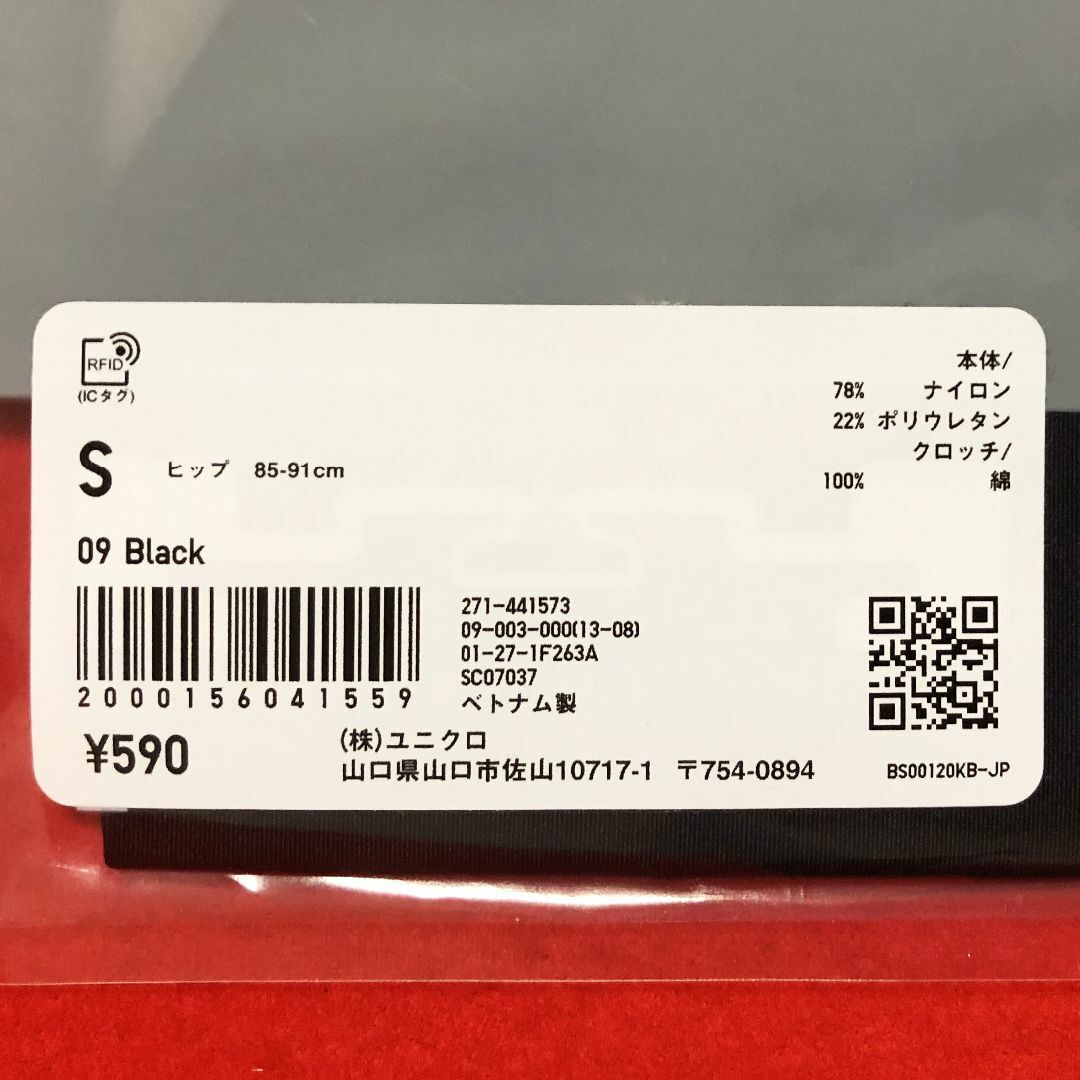 RFID
(ICタグ)
S ヒップ 85-91cm
本体/
78% ナイロン
22% ポリウレタン
クロッチ/
100% 綿
09 Black
2000156041559
271-441573
09-003-000(13-08)
01-27-1F263A
SC07037
ベトナム製
¥590
(株)ユニクロ
山口県山口市佐山10717-1 〒754-0894
BS00120KB-JP